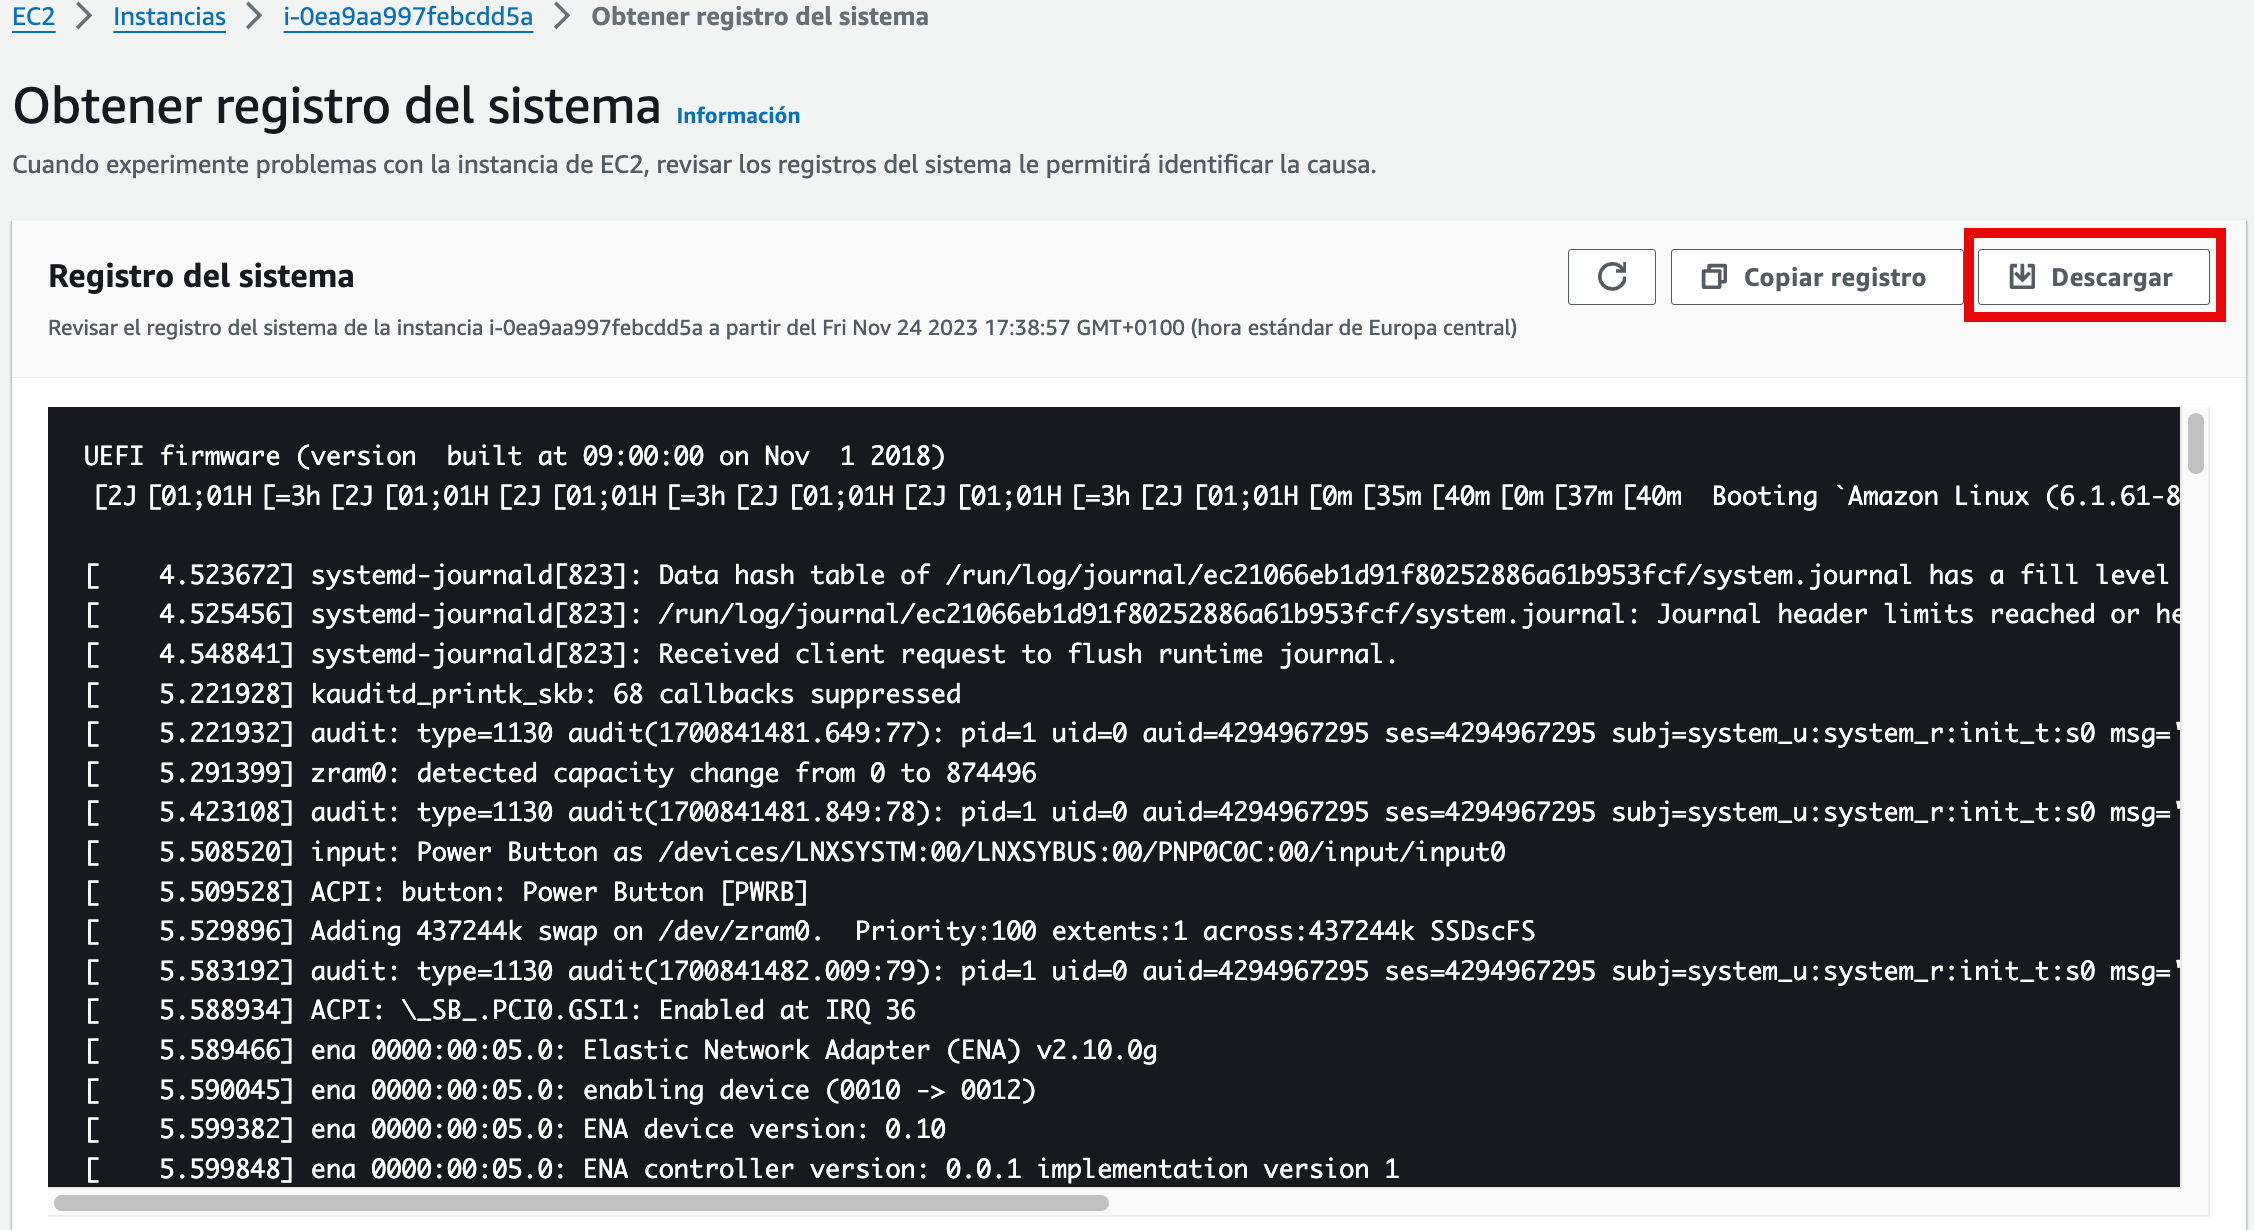 EC2 > Instancias > i-0ea9aa997febcdd5a > Obtener registro del sistema
Obtener registro del sistema Información
Cuando experimente problemas con la instancia de EC2, revisar los registros del sistema le permitirá identificar la causa.
Registro del sistema
Copiar registro
Descargar
Revisar el registro del sistema de la instancia i-0ea9aa997febcdd5a a partir del Fri Nov 24 2023 17:38:57 GMT+0100 (hora estándar de Europa central)
UEFI firmware (version  built at 09:00:00 on Nov  1 2018)
[2J [01;01H [=3h [2J [01;01H [2J [01;01H [=3h [2J [01;01H [2J [01;01H [=3h [2J [01;01H [0m [35m [40m [0m [37m [40m  Booting `Amazon Linux (6.1.61-8
[    4.523672] systemd-journald[823]: Data hash table of /run/log/journal/ec21066eb1d91f80252886a61b953fcf/system.journal has a fill level
[    4.525456] systemd-journald[823]: /run/log/journal/ec21066eb1d91f80252886a61b953fcf/system.journal: Journal header limits reached or he
[    4.548841] systemd-journald[823]: Received client request to flush runtime journal.
[    5.221928] kauditd_printk_skb: 68 callbacks suppressed
[    5.221932] audit: type=1130 audit(1700841481.649:77): pid=1 uid=0 auid=4294967295 ses=4294967295 subj=system_u:system_r:init_t:s0 msg='
[    5.291399] zram0: detected capacity change from 0 to 874496
[    5.423108] audit: type=1130 audit(1700841481.849:78): pid=1 uid=0 auid=4294967295 ses=4294967295 subj=system_u:system_r:init_t:s0 msg='
[    5.508520] input: Power Button as /devices/LNXSYSTM:00/LNXSYBUS:00/PNP0C0C:00/input/input0
[    5.509528] ACPI: button: Power Button [PWRB]
[    5.529896] Adding 437244k swap on /dev/zram0.  Priority:100 extents:1 across:437244k SSDscFS
[    5.583192] audit: type=1130 audit(1700841482.009:79): pid=1 uid=0 auid=4294967295 ses=4294967295 subj=system_u:system_r:init_t:s0 msg='
[    5.588934] ACPI: \_SB_.PCI0.GSI1: Enabled at IRQ 36
[    5.589466] ena 0000:00:05.0: Elastic Network Adapter (ENA) v2.10.0g
[    5.590045] ena 0000:00:05.0: enabling device (0010 -> 0012)
[    5.599382] ena 0000:00:05.0: ENA device version: 0.10
[    5.599848] ena 0000:00:05.0: ENA controller version: 0.0.1 implementation version 1